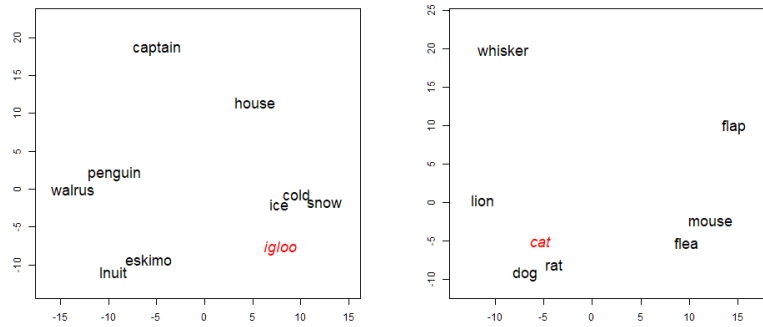 captain
house
penguin
walrus
cold
ice
snow
igloo
eskimo
Inuit
20
15
10
5
0
-5
-10
-15 -10 -5 0 5 10 15
whisker
flap
lion
mouse
cat
flea
rat
dog
25
20
15
10
5
0
-5
-10
-10 -5 0 5 10 15